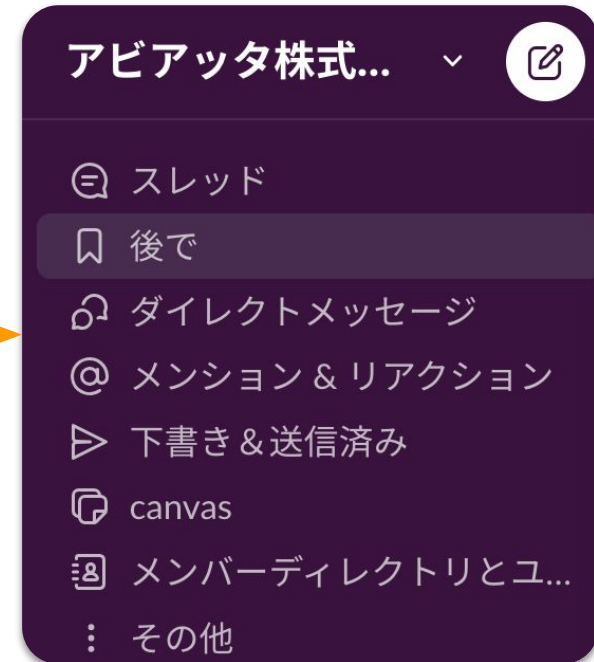 アビアッタ株式...
スレッド
後で
ダイレクトメッセージ
メンション & リアクション
下書き & 送信済み
canvas
メンバーディレクトリとユ...
その他